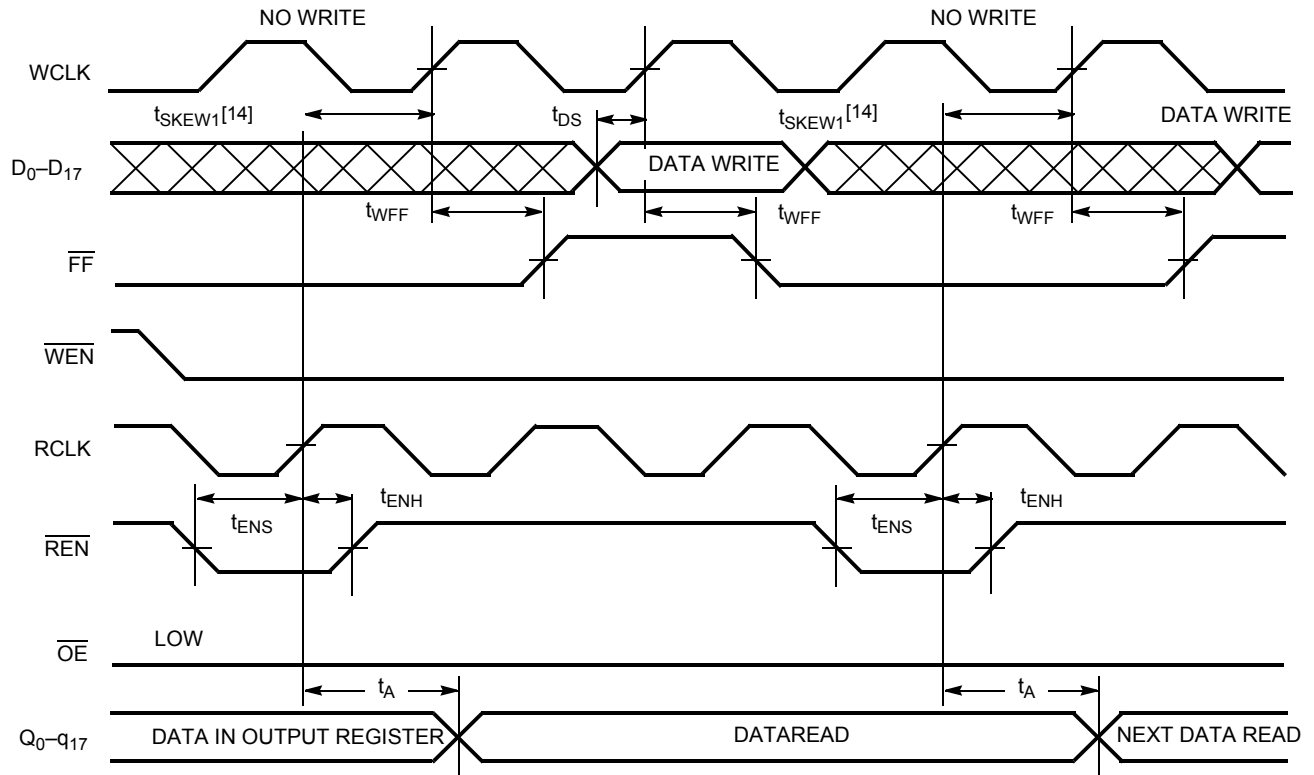 NO WRITE NO WRITE
WCLK
tSKEW1[14] tDS tSKEW1[14] DATA WRITE
D0–D17 DATA WRITE
tWFF tWFF tWFF
FF
WEN
RCLK
tENH tENH
tENS tENS
REN
LOW
OE
tA tA
Q0–q17 DATA IN OUTPUT REGISTER DATAREAD NEXT DATA READ